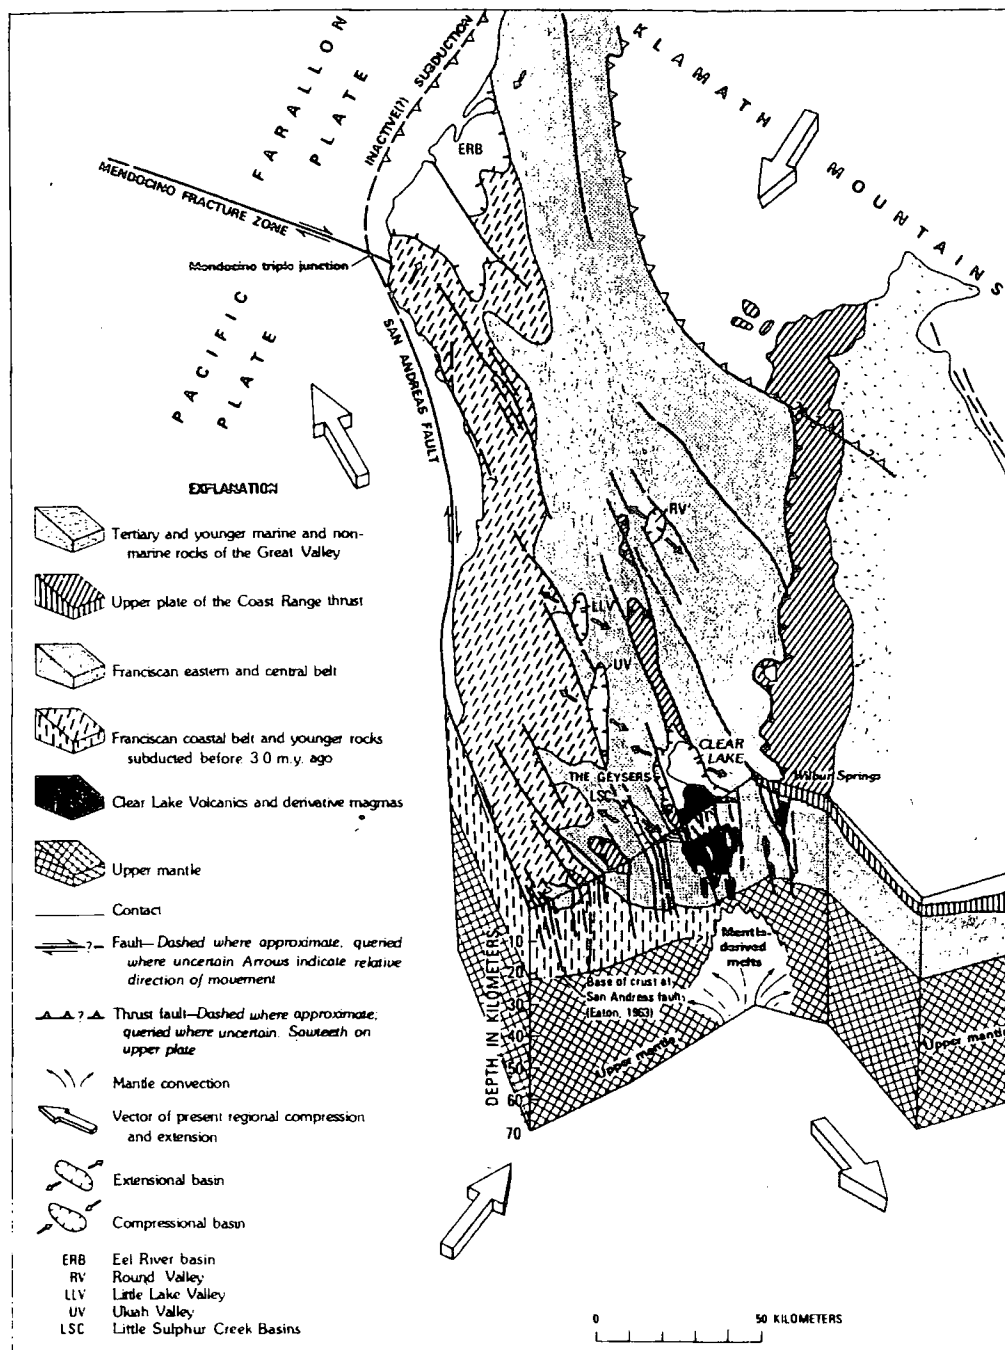 FARALLON
PLATE
INACTIVE(?) SUBDUCTION
KLAMATH MOUNTAINS
ERB
MENDOCINO FRACTURE ZONE
Mendocino triple junction
PACIFIC
PLATE
SAN ANDREAS FAULT
RV
LLV
UV
CLEAR
LAKE
THE GEYSERS
LSC
Wilbur Springs
EXPLANATION
Tertiary and younger marine and non-
marine rocks of the Great Valley
Upper plate of the Coast Range thrust
Franciscan eastern and central belt
Franciscan coastal belt and younger rocks
subducted before 3.0 m.y. ago
Clear Lake Volcanics and derivative magmas
Upper mantle
Contact
?
Fault—Dashed where approximate, queried
where uncertain. Arrows indicate relative
direction of movement
?
Thrust fault—Dashed where approximate;
queried where uncertain. Sawteeth on
upper plate
Mantle convection
Vector of present regional compression
and extension
Extensional basin
Compressional basin
ERB Eel River basin
RV Round Valley
LLV Little Lake Valley
UV Ukiah Valley
LSC Little Sulphur Creek Basins
DEPTH IN KILOMETERS
10
20
30
40
50
60
70
Mantle-
derived
melts
Base of crust at
San Andreas fault
(Eaton, 1963)
Upper mantle
Upper mantle
0 50 KILOMETERS